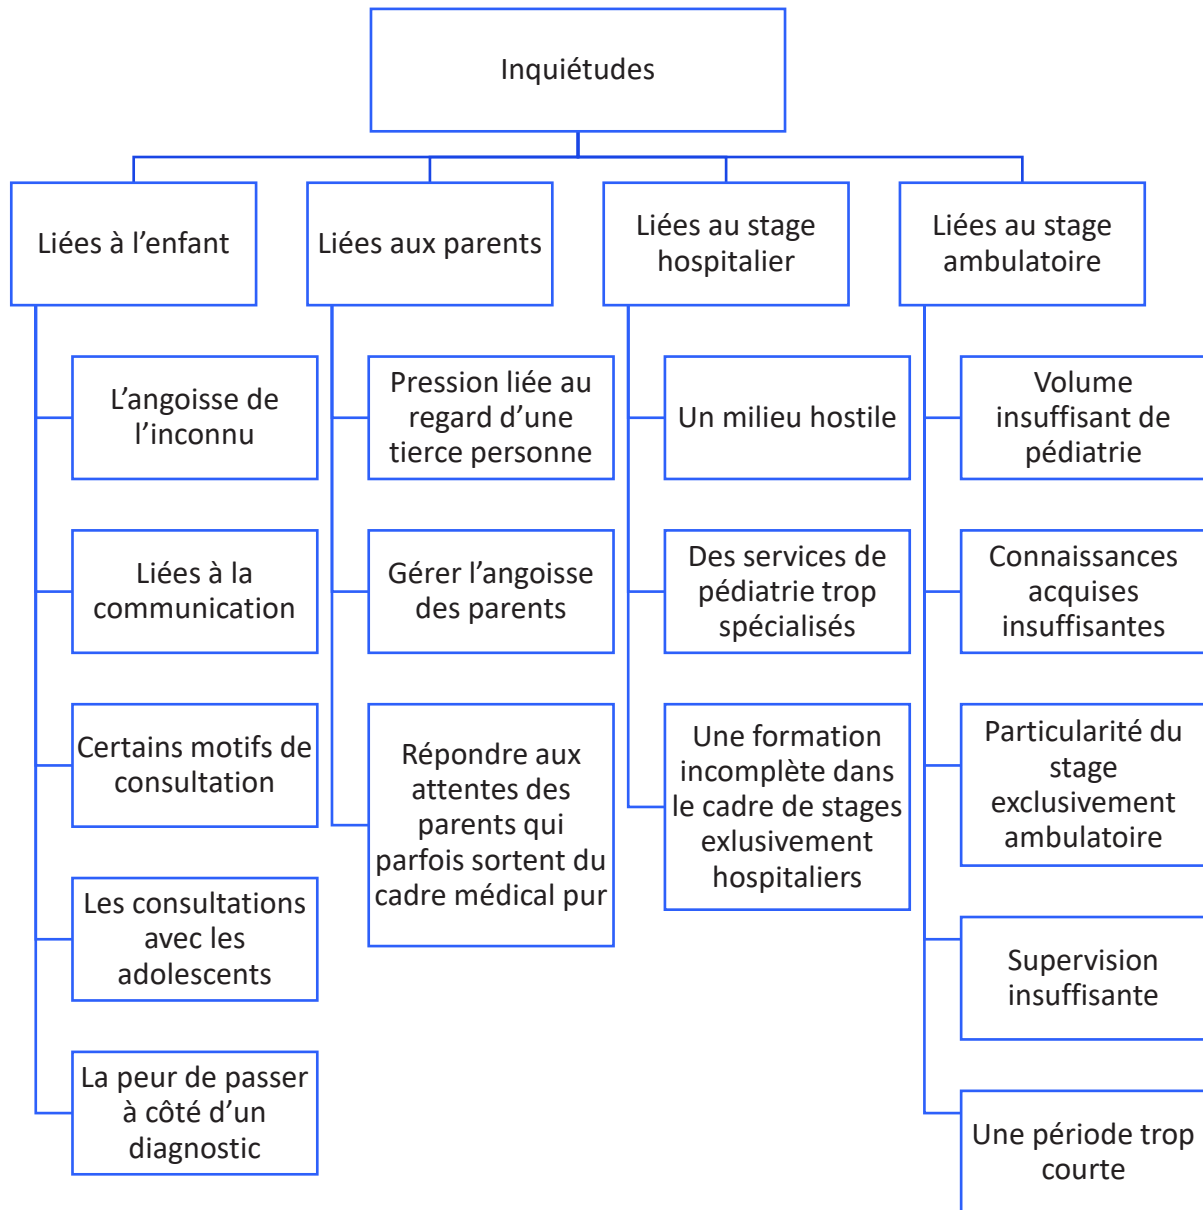 Inquiétudes
Liées à l’enfant
L’angoisse de
l’inconnu
Liées à la
communication
Certains motifs de
consultation
Les consultations
avec les
adolescents
La peur de passer
à côté d’un
diagnostic
Liées aux parents
Pression liée au
regard d’une
tierce personne
Gérer l’angoisse
des parents
Répondre aux
attentes des
parents qui
parfois sortent du
cadre médical pur
Liées au stage
hospitalier
Un milieu hostile
Des services de
pédiatrie trop
spécialisés
Une formation
incomplète dans
le cadre de stages
exlusivement
hospitaliers
Liées au stage
ambulatoire
Volume
insuffisant de
pédiatrie
Connaissances
acquises
insuffisantes
Particularité du
stage
exclusivement
ambulatoire
Supervision
insuffisante
Une période trop
courte